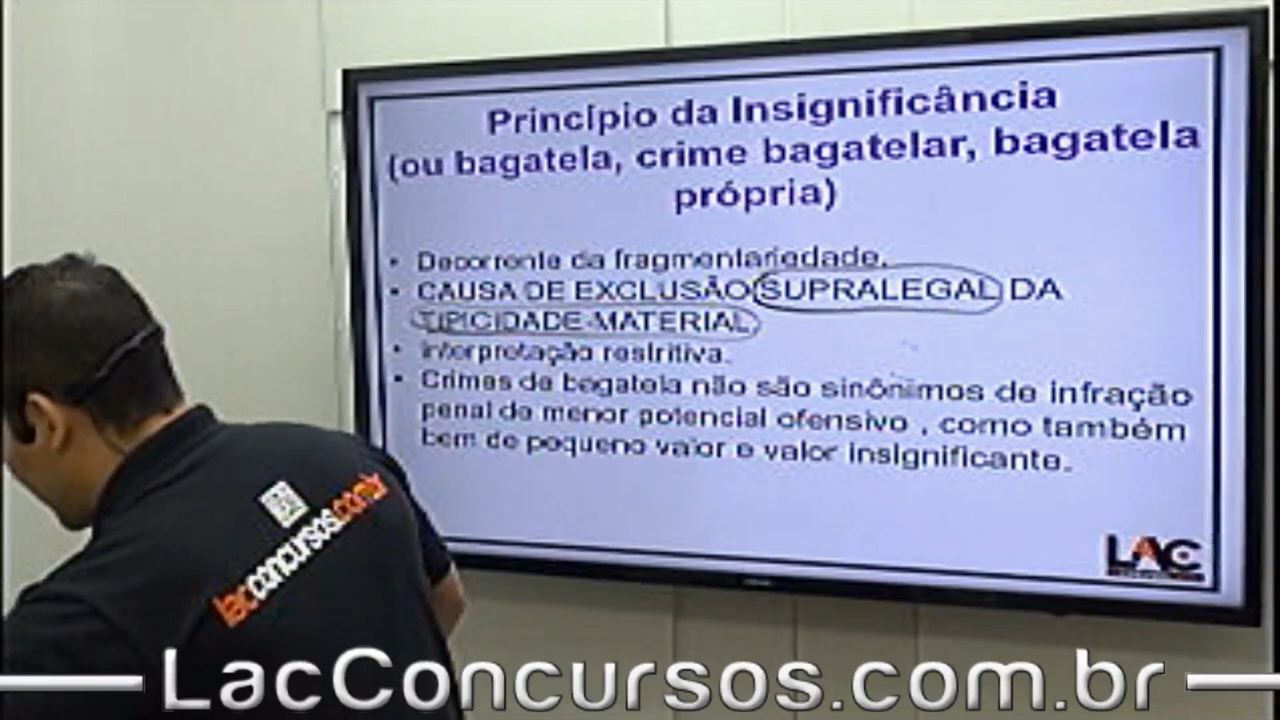 Princípio da Insignificância
(ou bagatela, crime bagatelar, bagatela
própria)
• Decorrente da fragmentariedade.
• CAUSA DE EXCLUSÃO SUPRALEGAL DA
TIPICIDADE MATERIAL
• interpretação restritiva.
• Crimes de bagatela não são sinônimos de infração
penal de menor potencial ofensivo , como também
bem de pequeno valor e valor insignificante.
LAC
lacconcursos.com.br
LacConcursos.com.br